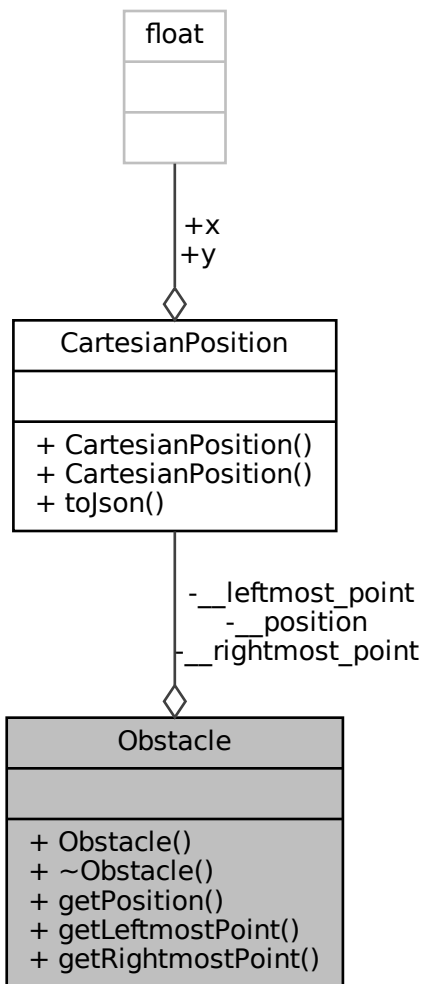 float
+x
+y
CartesianPosition
+ CartesianPosition()
+ CartesianPosition()
+ toJson()
-__leftmost_point
-__position
-__rightmost_point
Obstacle
+ Obstacle()
+ ~Obstacle()
+ getPosition()
+ getLeftmostPoint()
+ getRightmostPoint()